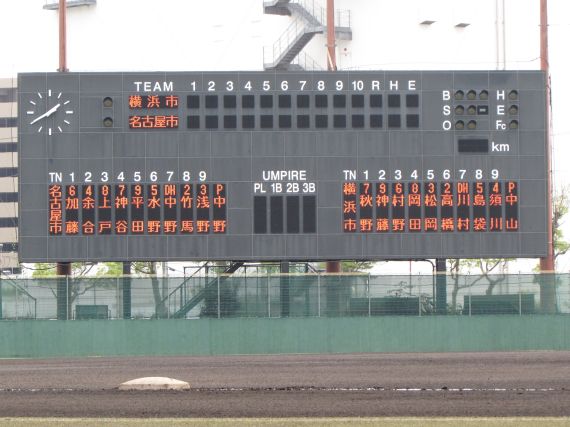 TEAM 1 2 3 4 5 6 7 8 9 10 R H E
横浜市
名古屋市
B H
S E
O Fc
km
TN 1 2 3 4 5 6 7 8 9
名古屋市
6 加藤
4 余合
8 上戸
7 神谷
9 平田
5 水野
DH 中野
2 竹馬
3 浅野
P 中野
UMPIRE
PL 1B 2B 3B
TN 1 2 3 4 5 6 7 8 9
横浜市
7 秋野
9 神藤
6 村野
8 岡田
3 松岡
2 高橋
DH 川村
5 島袋
4 須川
P 中山